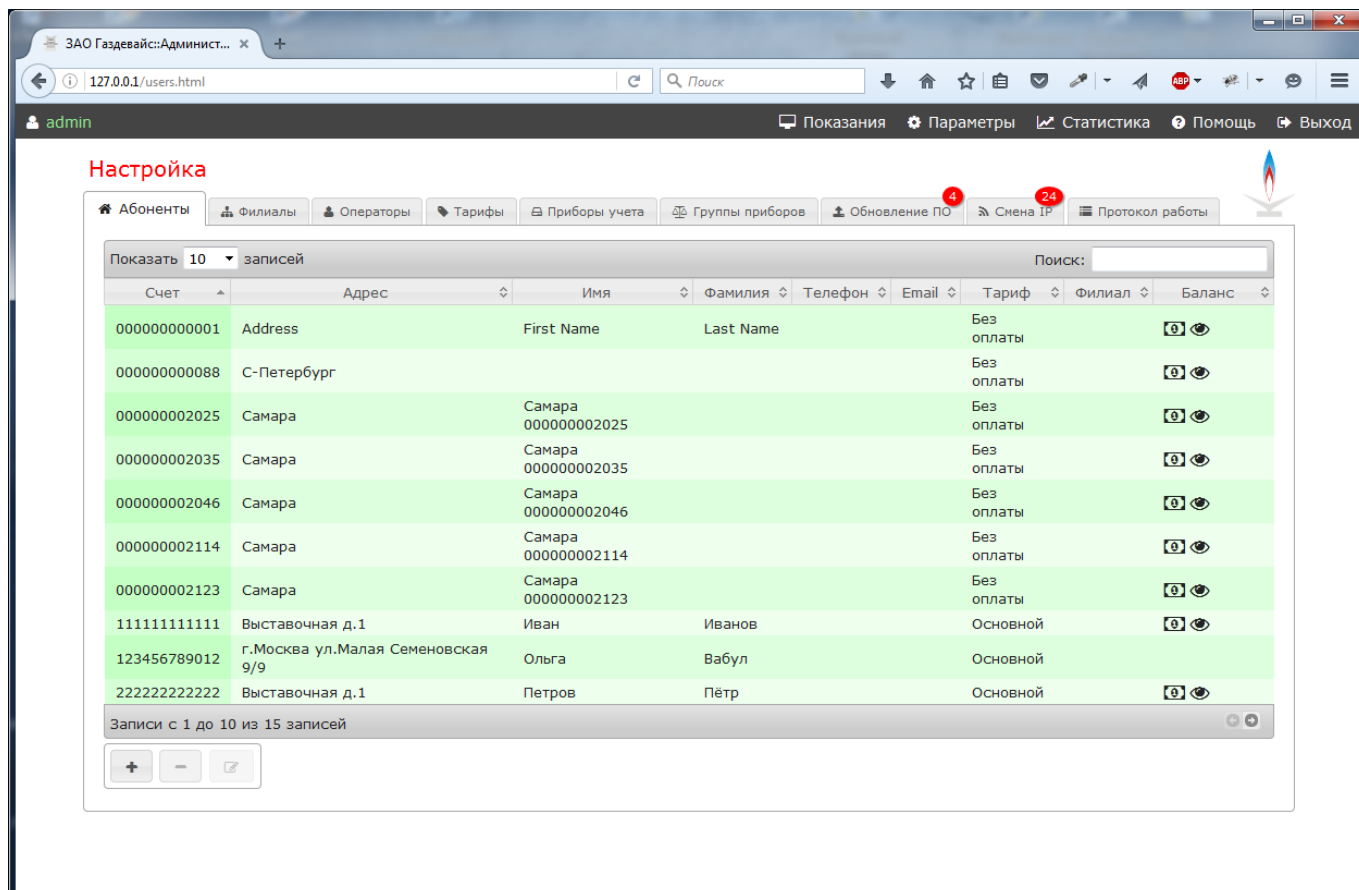 ЗАО Газдевайс::Админист...
127.0.0.1/users.html
Поиск
ABP
admin
Показания Параметры Статистика Помощь Выход
Настройка
Абоненты Филиалы Операторы Тарифы Приборы учета Группы приборов Обновление ПО 4 Смена IP 24 Протокол работы
Показать 10 записей Поиск:
Счет Адрес Имя Фамилия Телефон Email Тариф Филиал Баланс
000000000001 Address First Name Last Name Без
оплаты
000000000088 С-Петербург Без
оплаты
000000002025 Самара Самара
000000002025 Без
оплаты
000000002035 Самара Самара
000000002035 Без
оплаты
000000002046 Самара Самара
000000002046 Без
оплаты
000000002114 Самара Самара
000000002114 Без
оплаты
000000002123 Самара Самара
000000002123 Без
оплаты
111111111111 Выставочная д.1 Иван Иванов Основной
123456789012 г.Москва ул.Малая Семеновская
9/9 Ольга Вабул Основной
222222222222 Выставочная д.1 Петров Пётр Основной
Записи с 1 до 10 из 15 записей